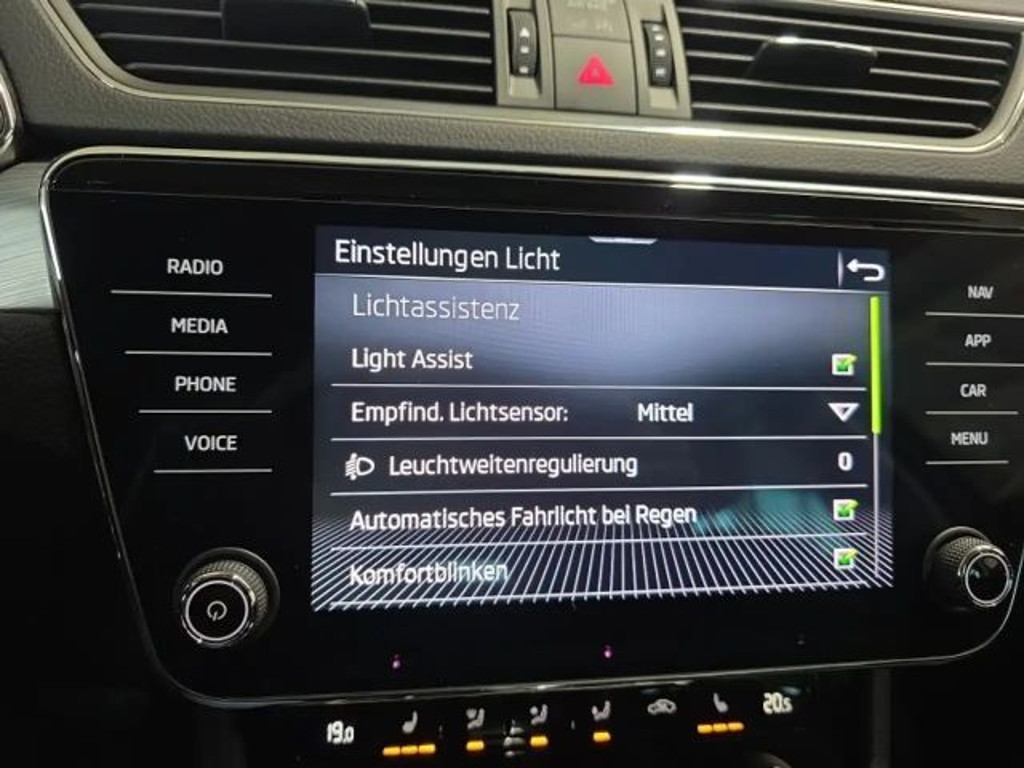 Einstellungen Licht
RADIO
MEDIA
PHONE
VOICE
Lichtassistenz
Light Assist
Empfind. Lichtsensor: Mittel
Leuchtweitenregulierung 0
Automatisches Fahrlicht bei Regen
Komfortblinken
NAV
APP
CAR
MENU
19.0
20.5